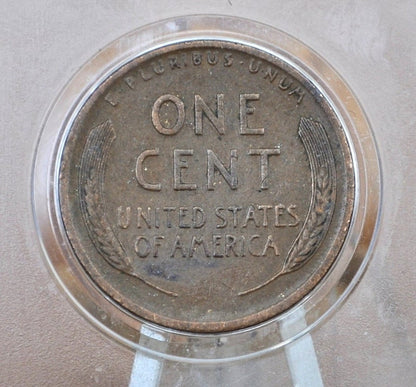 E·PLURIBUS·UNUM
ONE
CENT
UNITED STATES
OF AMERICA